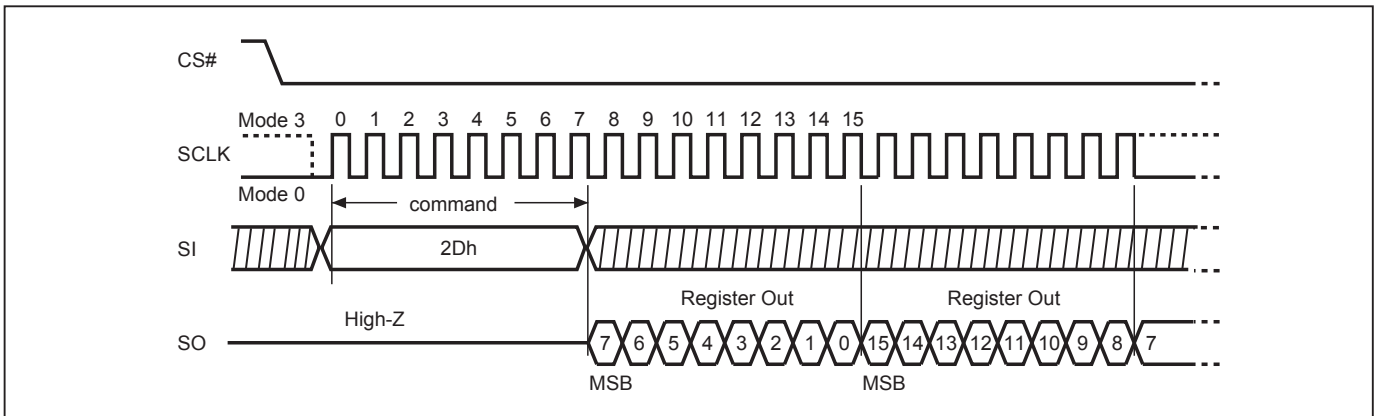 CS#
Mode 3 0 1 2 3 4 5 6 7 8 9 10 11 12 13 14 15
SCLK
Mode 0
command
SI 2Dh
Register Out Register Out
High-Z
SO 7 6 5 4 3 2 1 0 15 14 13 12 11 10 9 8 7
MSB MSB